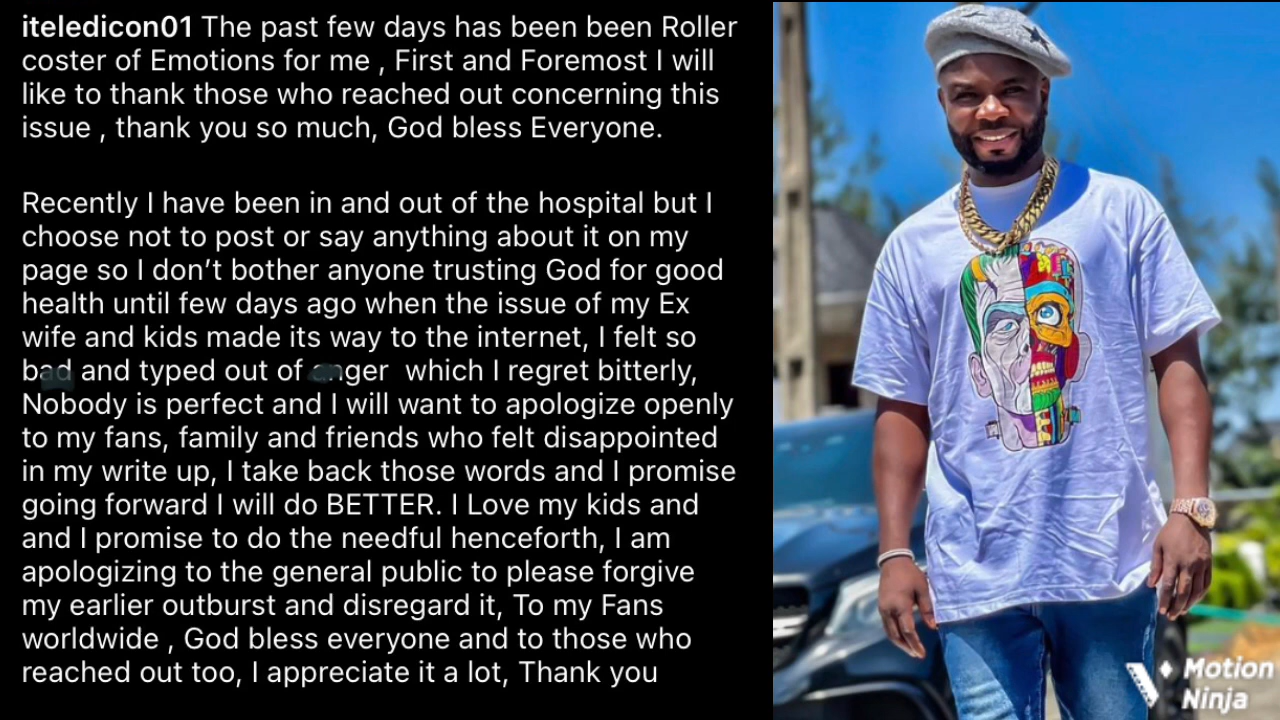 iteledicon01 The past few days has been been Roller
coster of Emotions for me , First and Foremost I will
like to thank those who reached out concerning this
issue , thank you so much, God bless Everyone.
Recently I have been in and out of the hospital but I
choose not to post or say anything about it on my
page so I don’t bother anyone trusting God for good
health until few days ago when the issue of my Ex
wife and kids made its way to the internet, I felt so
bad and typed out of anger which I regret bitterly,
Nobody is perfect and I will want to apologize openly
to my fans, family and friends who felt disappointed
in my write up, I take back those words and I promise
going forward I will do BETTER. I Love my kids and
and I promise to do the needful henceforth, I am
apologizing to the general public to please forgive
my earlier outburst and disregard it, To my Fans
worldwide , God bless everyone and to those who
reached out too, I appreciate it a lot, Thank you
Motion
Ninja